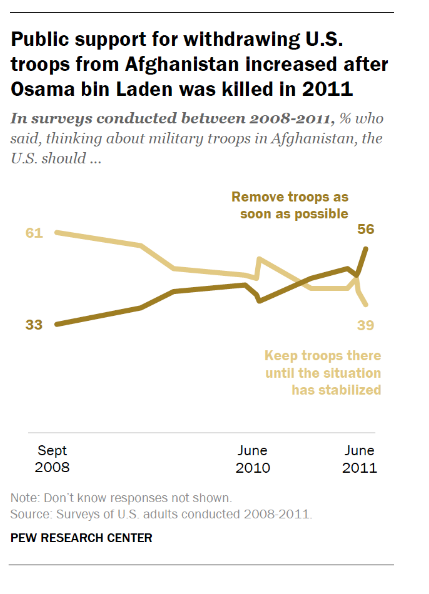 Public support for withdrawing U.S.
troops from Afghanistan increased after
Osama bin Laden was killed in 2011
In surveys conducted between 2008-2011, % who
said, thinking about military troops in Afghanistan, the
U.S. should ...
Remove troops as
soon as possible
61
56
33
39
Keep troops there
until the situation
has stabilized
Sept
2008
June
2010
June
2011
Note: Don't know responses not shown.
Source: Surveys of U.S. adults conducted 2008-2011.
PEW RESEARCH CENTER